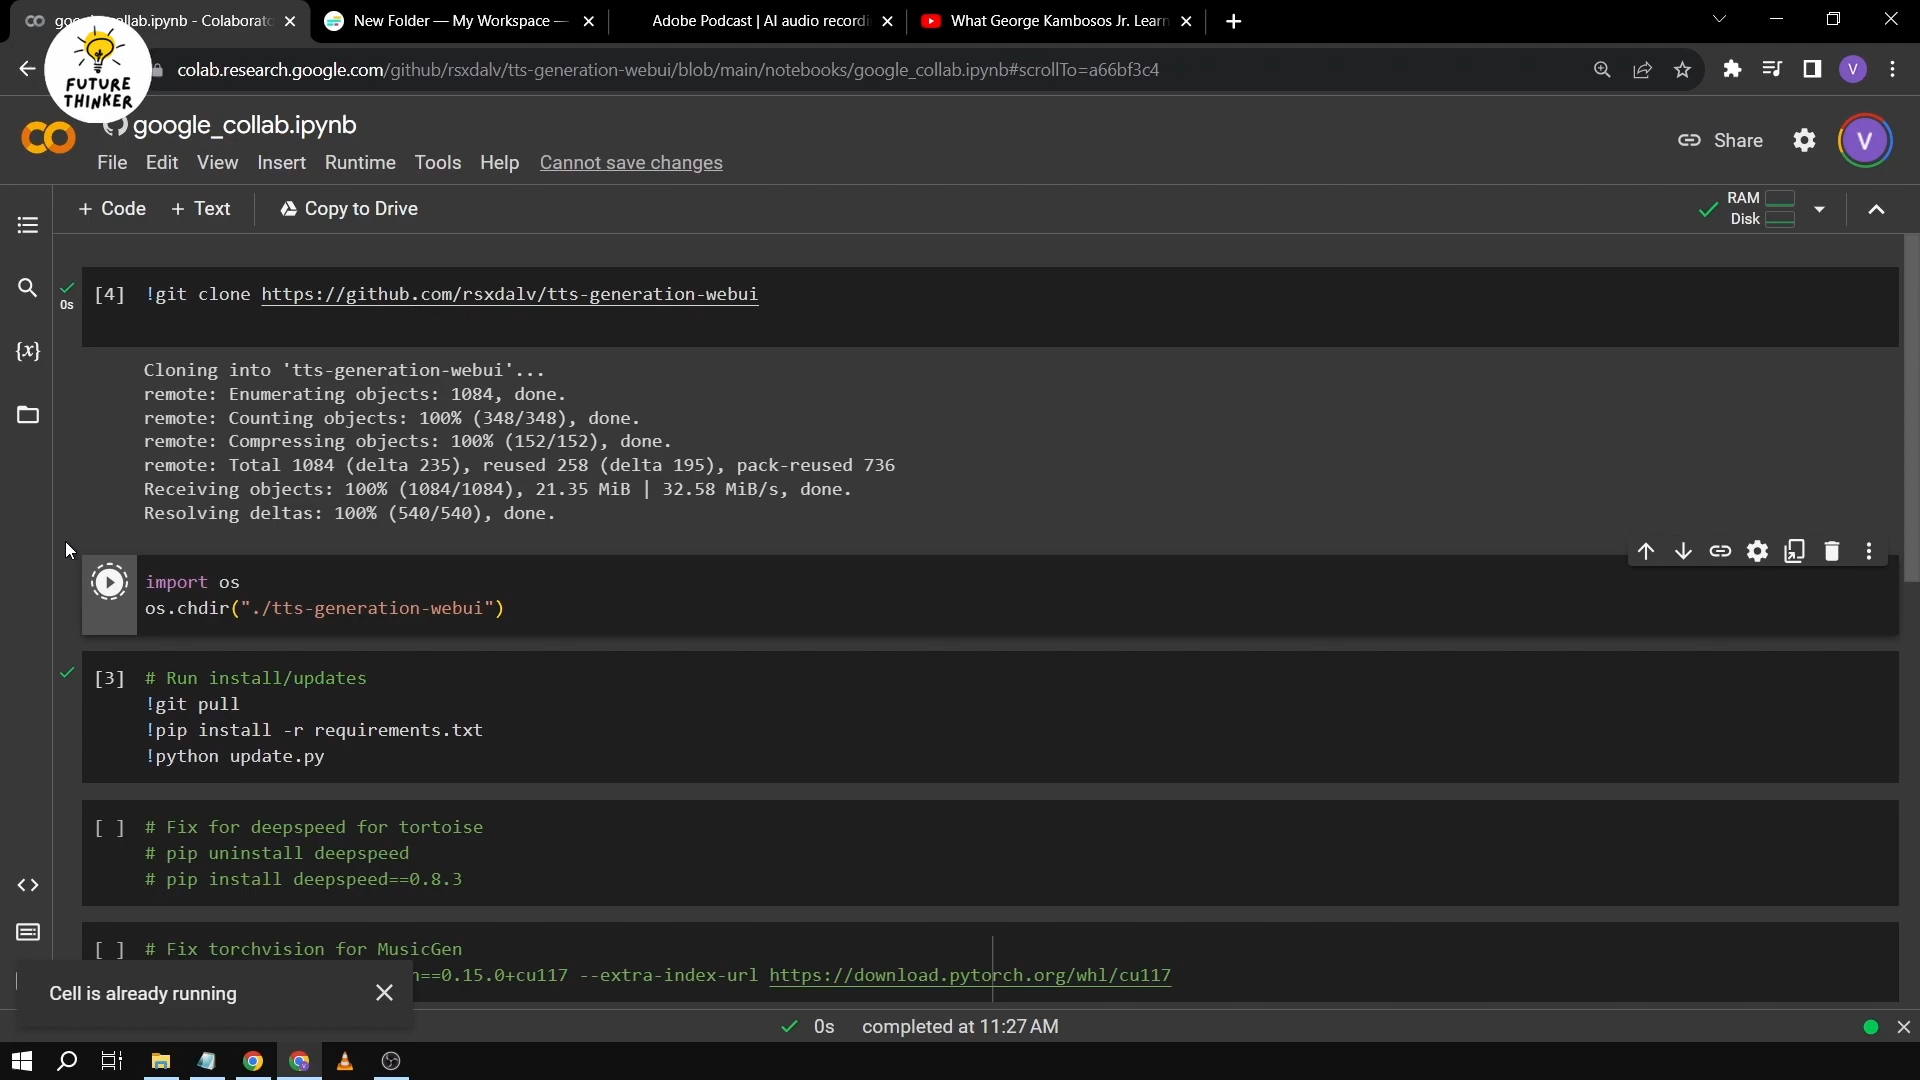 New Folder — My Workspace —
Adobe Podcast | AI audio recordi
What George Kambosos Jr. Learn
colab.research.google.com/github/rsxdalv/tts-generation-webui/blob/main/notebooks/google_collab.ipynb#scrollTo=a66bf3c4
V
FUTURE
THINKER
google_collab.ipynb
Share
V
File Edit View Insert Runtime Tools Help Cannot save changes
+ Code + Text Copy to Drive
RAM
Disk
{x}
0s
[4] !git clone https://github.com/rsxdalv/tts-generation-webui
Cloning into 'tts-generation-webui'...
remote: Enumerating objects: 1084, done.
remote: Counting objects: 100% (348/348), done.
remote: Compressing objects: 100% (152/152), done.
remote: Total 1084 (delta 235), reused 258 (delta 195), pack-reused 736
Receiving objects: 100% (1084/1084), 21.35 MiB | 32.58 MiB/s, done.
Resolving deltas: 100% (540/540), done.
import os
os.chdir("./tts-generation-webui")
[3] # Run install/updates
!git pull
!pip install -r requirements.txt
!python update.py
[ ] # Fix for deepspeed for tortoise
# pip uninstall deepspeed
# pip install deepspeed==0.8.3
[ ] # Fix torchvision for MusicGen
==0.15.0+cu117 --extra-index-url https://download.pytorch.org/whl/cu117
Cell is already running
0s completed at 11:27 AM